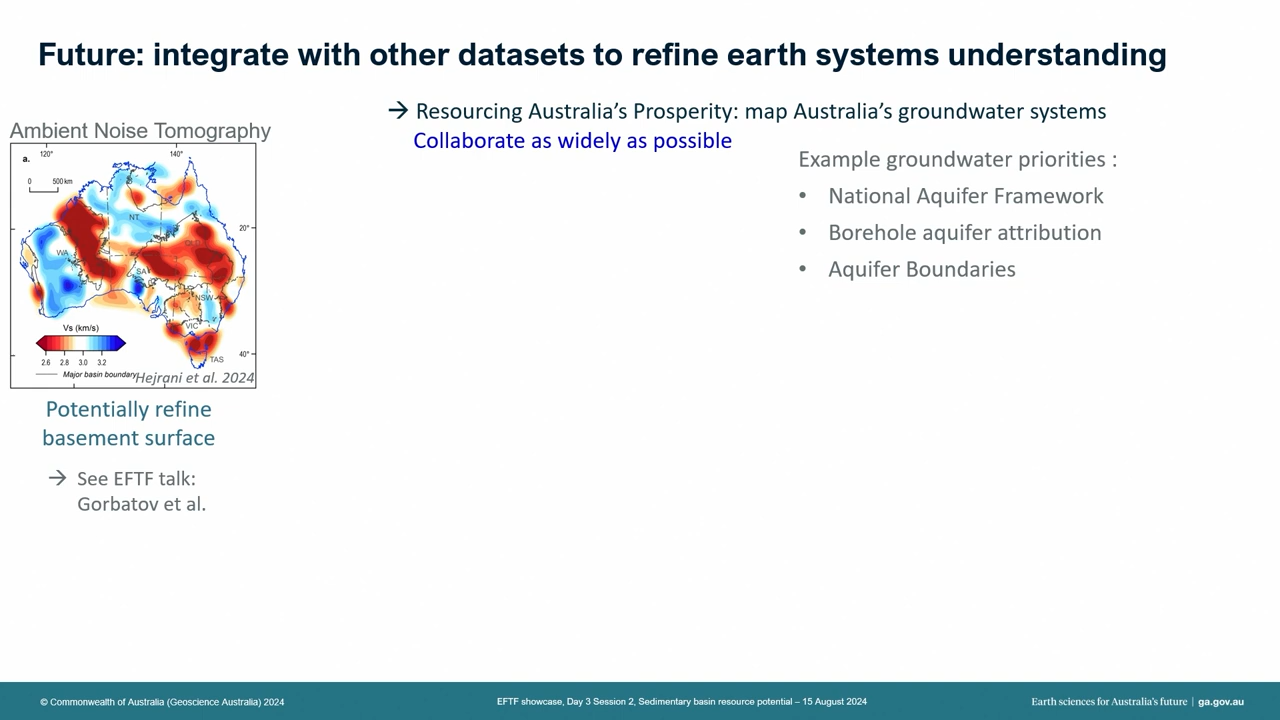 Future: integrate with other datasets to refine earth systems understanding
→ Resourcing Australia's Prosperity: map Australia's groundwater systems
Collaborate as widely as possible
Ambient Noise Tomography
a.
120°
140°
0 500 km
NT
20°
WA
QLD
SA
NSW
VIC
Vs (km/s)
2.6 2.8 3.0 3.2
40°
TAS
Major basin boundary
Hejrani et al. 2024
Potentially refine
basement surface
→ See EFTF talk:
Gorbatov et al.
Example groundwater priorities :
• National Aquifer Framework
• Borehole aquifer attribution
• Aquifer Boundaries
© Commonwealth of Australia (Geoscience Australia) 2024
EFTF showcase, Day 3 Session 2, Sedimentary basin resource potential – 15 August 2024
Earth sciences for Australia's future | ga.gov.au